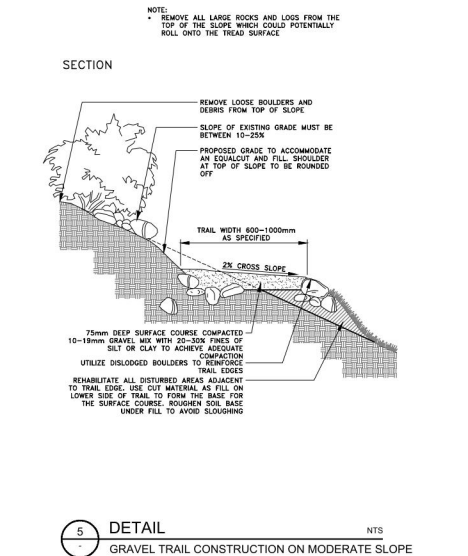 NOTE:
• REMOVE ALL LARGE ROCKS AND LOGS FROM THE
TOP OF THE SLOPE WHICH COULD POTENTIALLY
ROLL ONTO THE TREAD SURFACE
SECTION
REMOVE LOOSE BOULDERS AND
DEBRIS FROM TOP OF SLOPE
SLOPE OF EXISTING GRADE MUST BE
BETWEEN 10-25%
PROPOSED GRADE TO ACCOMMODATE
AN EQUALCUT AND FILL. SHOULDER
AT TOP OF SLOPE TO BE ROUNDED
OFF
TRAIL WIDTH 600-1000mm
AS SPECIFIED
2% CROSS SLOPE
75mm DEEP SURFACE COURSE COMPACTED
10-19mm GRAVEL MIX WITH 20-30% FINES OF
SILT OR CLAY TO ACHIEVE ADEQUATE
COMPACTION
UTILIZE DISLODGED BOULDERS TO REINFORCE
TRAIL EDGES
REHABILITATE ALL DISTURBED AREAS ADJACENT
TO TRAIL EDGE. USE CUT MATERIAL AS FILL ON
LOWER SIDE OF TRAIL TO FORM THE BASE FOR
THE SURFACE COURSE. ROUGHEN SOIL BASE
UNDER FILL TO AVOID SLOUGHING
5
-
DETAIL
NTS
GRAVEL TRAIL CONSTRUCTION ON MODERATE SLOPE